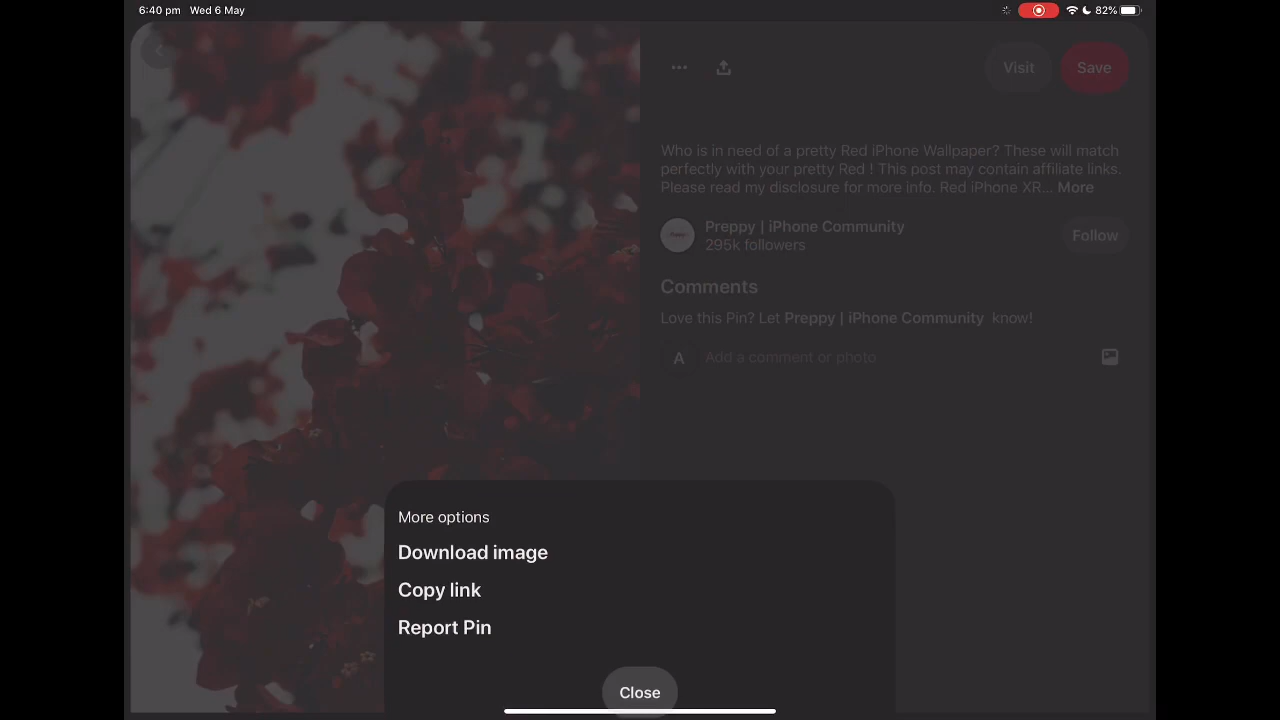 6:40 pm Wed 6 May
82%
Visit
Save
Who is in need of a pretty Red iPhone Wallpaper? These will match
perfectly with your pretty Red ! This post may contain affiliate links.
Please read my disclosure for more info. Red iPhone XR... More
Preppy | iPhone Community
295k followers
Follow
Comments
Love this Pin? Let Preppy | iPhone Community know!
A
Add a comment or photo
More options
Download image
Copy link
Report Pin
Close